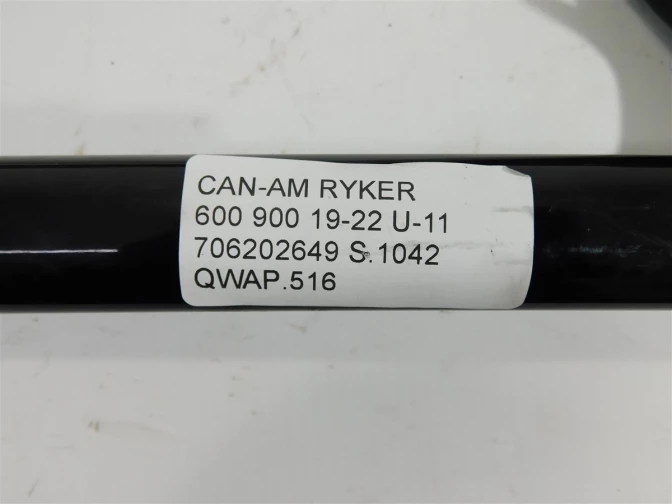 CAN-AM RYKER
600 900 19-22 U-11
706202649 S.1042
QWAP.516